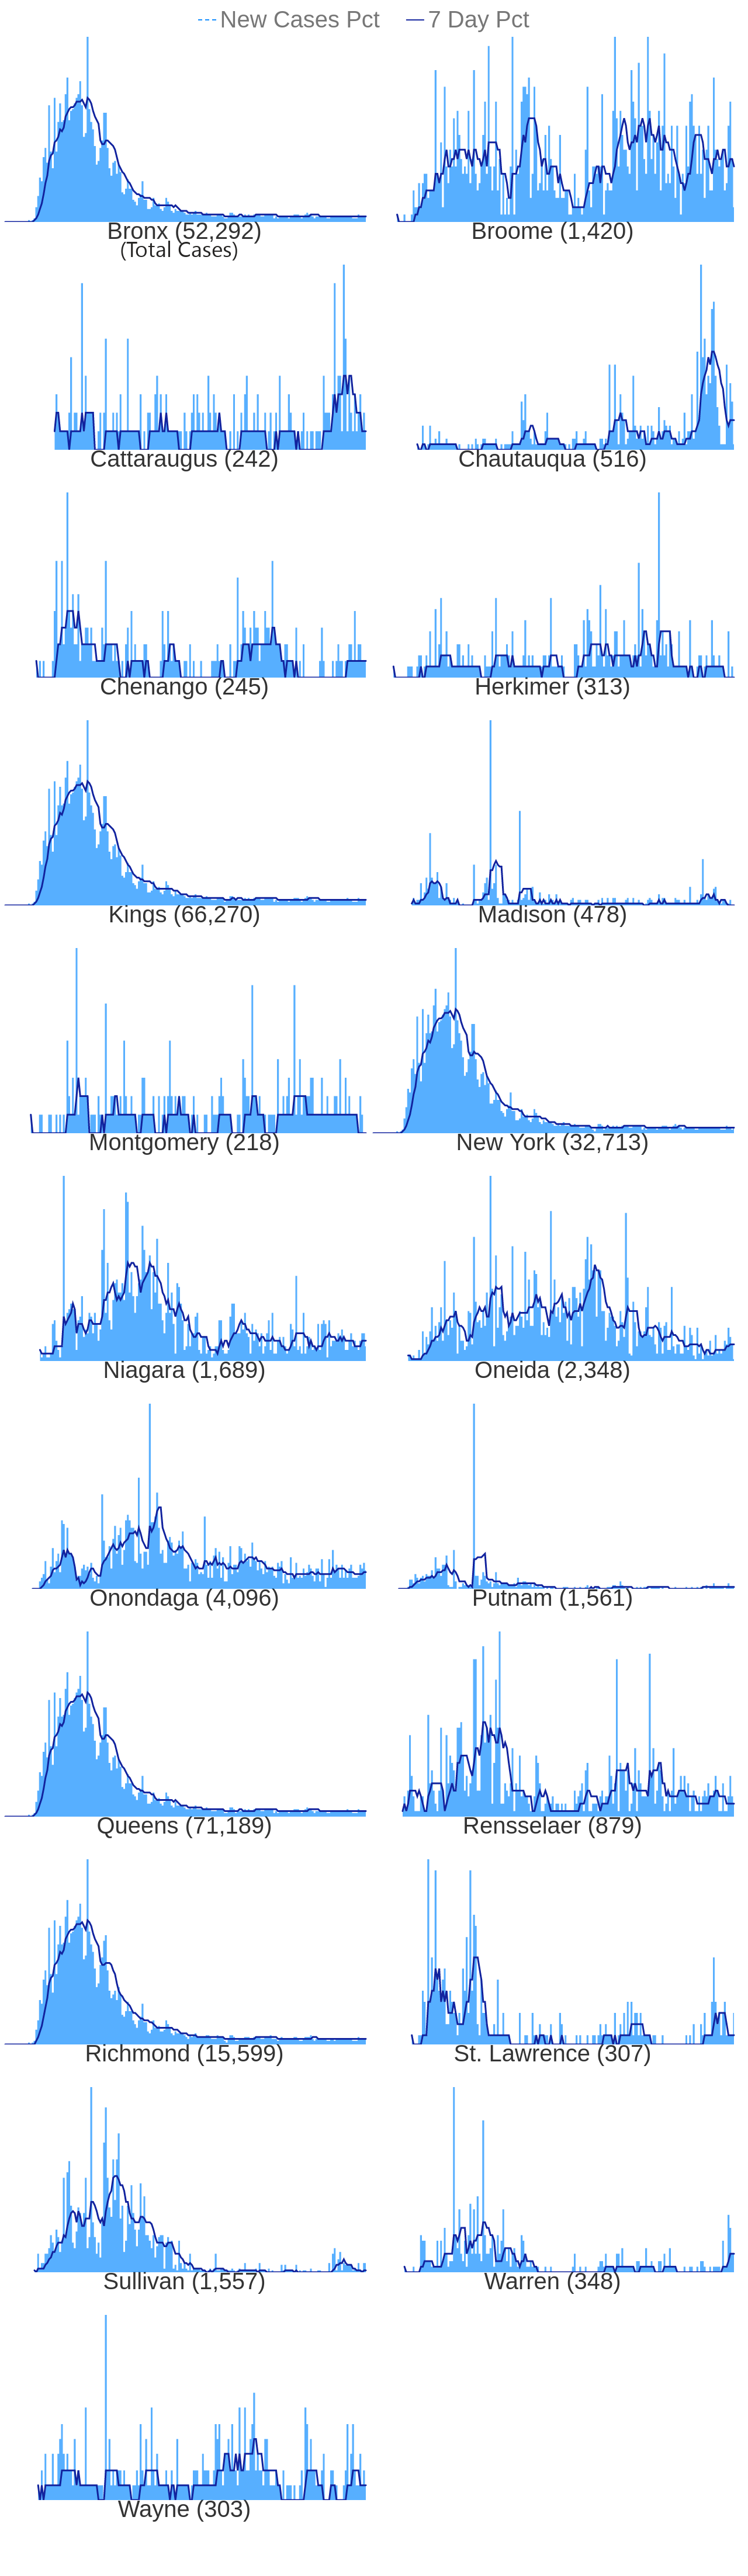 New Cases Pct 7 Day Pct
Bronx (52,292) Broome (1,420)
(Total Cases)
Cattaraugus (242) Chautauqua (516)
Chenango (245) Herkimer (313)
Kings (66,270) Madison (478)
Montgomery (218) New York (32,713)
Niagara (1,689) Oneida (2,348)
Onondaga (4,096) Putnam (1,561)
Queens (71,189) Rensselaer (879)
Richmond (15,599) St. Lawrence (307)
Sullivan (1,557) Warren (348)
Wayne (303)